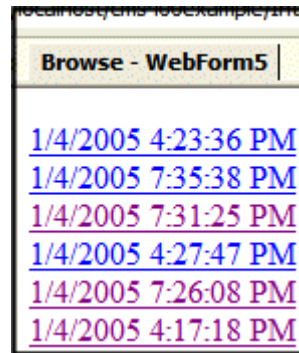 Browse - WebForm5
1/4/2005 4:23:36 PM
1/4/2005 7:35:38 PM
1/4/2005 7:31:25 PM
1/4/2005 4:27:47 PM
1/4/2005 7:26:08 PM
1/4/2005 4:17:18 PM